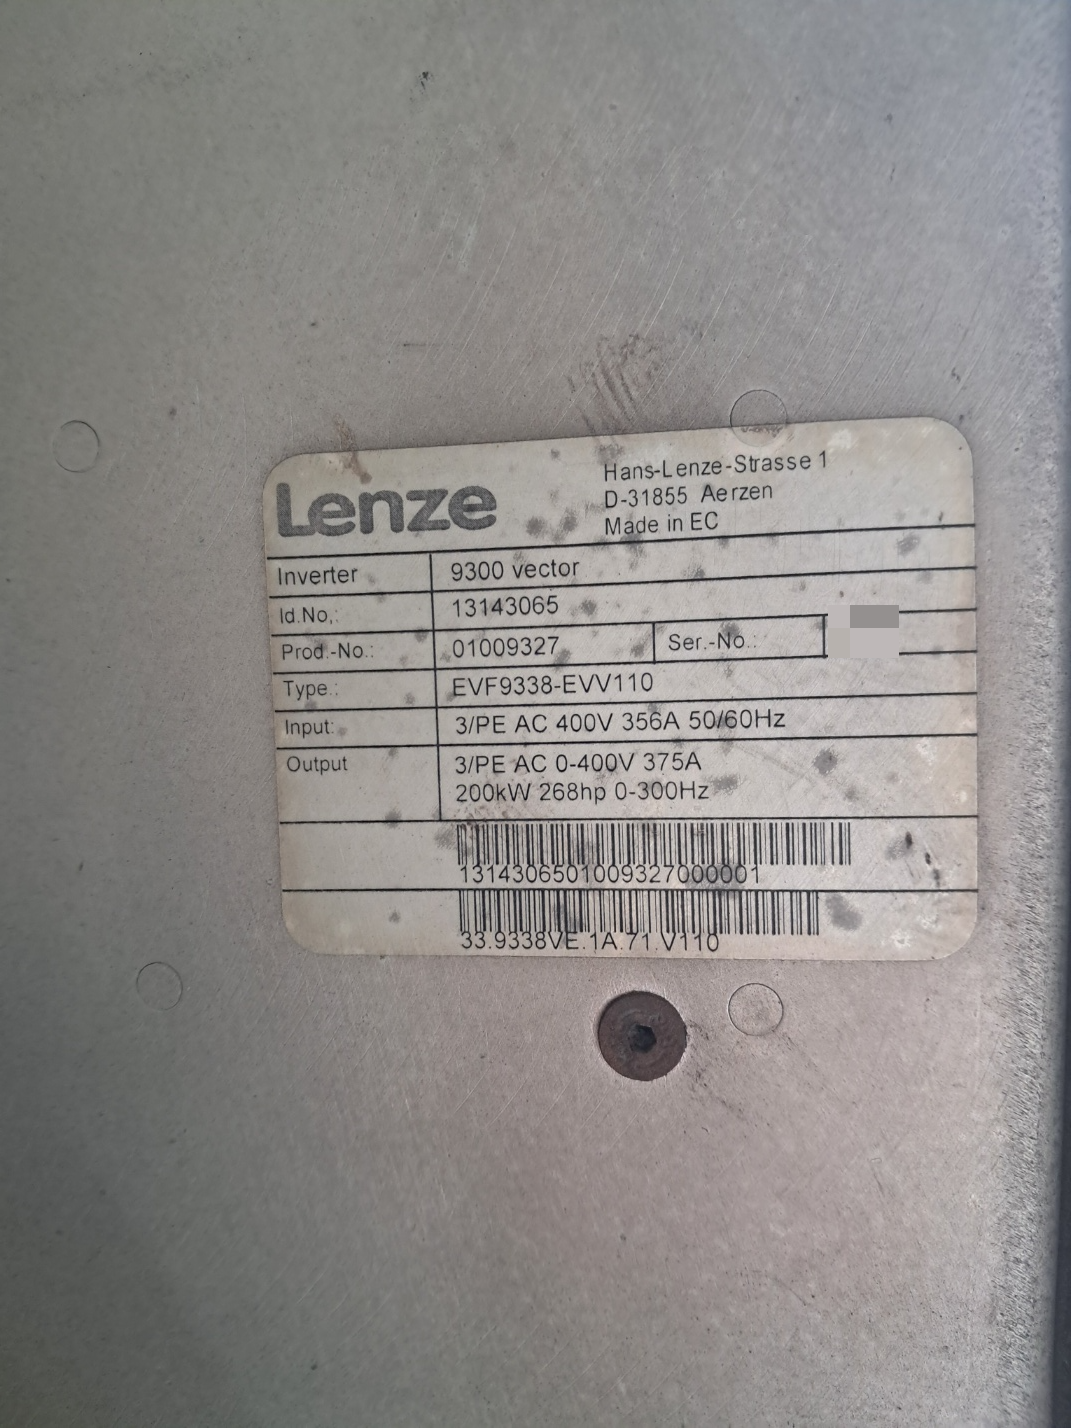 Lenze
Hans-Lenze-Strasse 1
D-31855 Aerzen
Made in EC
Inverter 9300 vector
Id.No,: 13143065
Prod.-No.: 01009327 Ser.-No.:
Type.: EVF9338-EVV110
Input: 3/PE AC 400V 356A 50/60Hz
Output 3/PE AC 0-400V 375A
200kW 268hp 0-300Hz
1314306501009327000001
33.9338VE.1A.71.V110